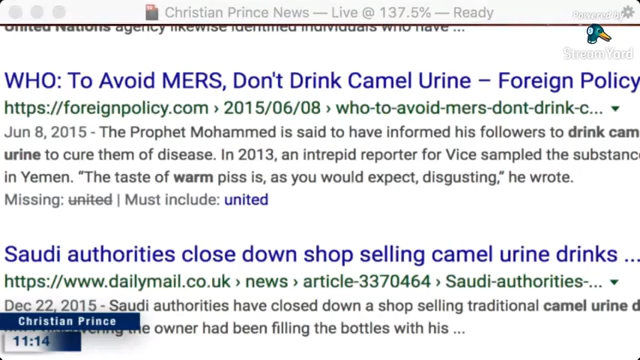 Christian Prince News — Live @ 137.5% — Ready
Powered by
StreamYard
United Nations agency likewise identified individuals who have ...
WHO: To Avoid MERS, Don't Drink Camel Urine – Foreign Policy
https://foreignpolicy.com › 2015/06/08 › who-to-avoid-mers-dont-drink-c...
Jun 8, 2015 - The Prophet Mohammed is said to have informed his followers to drink cam
urine to cure them of disease. In 2013, an intrepid reporter for Vice sampled the substance
in Yemen. “The taste of warm piss is, as you would expect, disgusting,” he wrote.
Missing: united | Must include: united
Saudi authorities close down shop selling camel urine drinks ...
https://www.dailymail.co.uk › news › article-3370464 › Saudi-authorities-...
Dec 22, 2015 - Saudi authorities have closed down a shop selling traditional camel urine d
the owner had been filling the bottles with his ...
Christian Prince
11:14